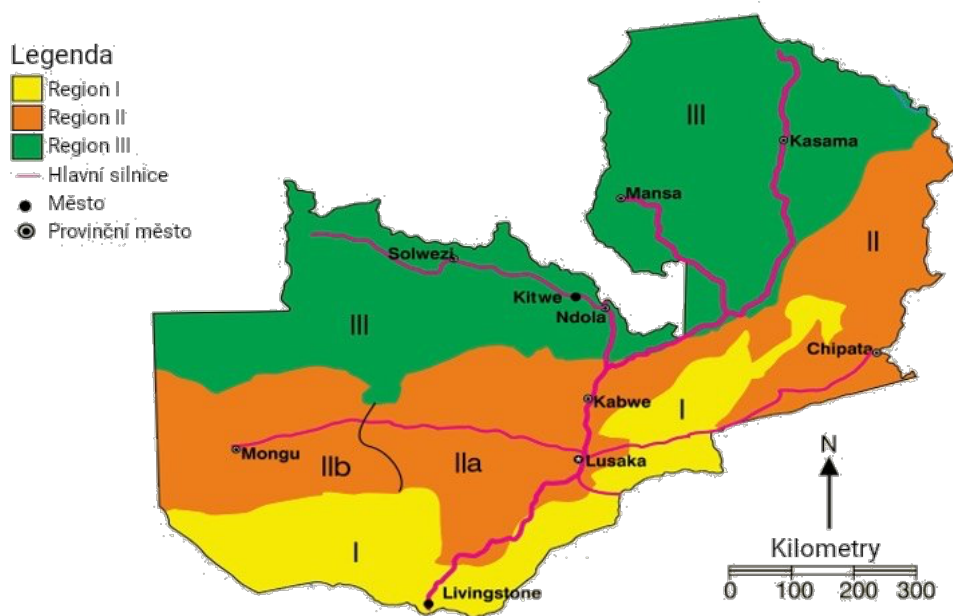 Legenda
Region I
Region II
Region III
Hlavní silnice
Město
Provinční město
III
Kasama
Mansa
II
Solwezi
Kitwe
Ndola
III
Chipata
Kabwe
I
Mongu
IIb
IIa
Lusaka
N
I
Livingstone
Kilometry
0 100 200 300